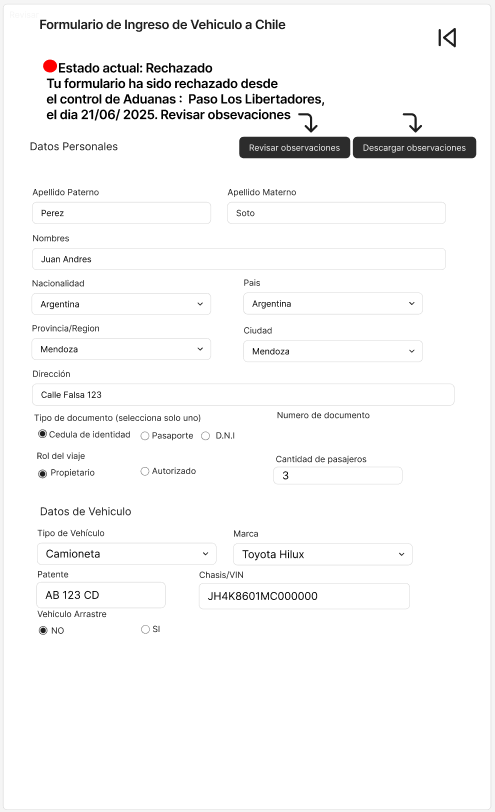 Formulario de Ingreso de Vehiculo a Chile
Estado actual: Rechazado
Tu formulario ha sido rechazado desde
el control de Aduanas : Paso Los Libertadores,
el dia 21/06/ 2025. Revisar obsevaciones
Datos Personales
Revisar observaciones
Descargar observaciones
Apellido Paterno
Apellido Materno
Perez
Soto
Nombres
Juan Andres
Nacionalidad
Pais
Argentina
Argentina
Provincia/Region
Ciudad
Mendoza
Mendoza
Dirección
Calle Falsa 123
Tipo de documento (selecciona solo uno)
Numero de documento
Cedula de identidad
Pasaporte
D.N.I
Rol del viaje
Cantidad de pasajeros
Propietario
Autorizado
3
Datos de Vehiculo
Tipo de Vehículo
Marca
Camioneta
Toyota Hilux
Patente
Chasis/VIN
AB 123 CD
JH4K8601MC000000
Vehiculo Arrastre
NO
SI